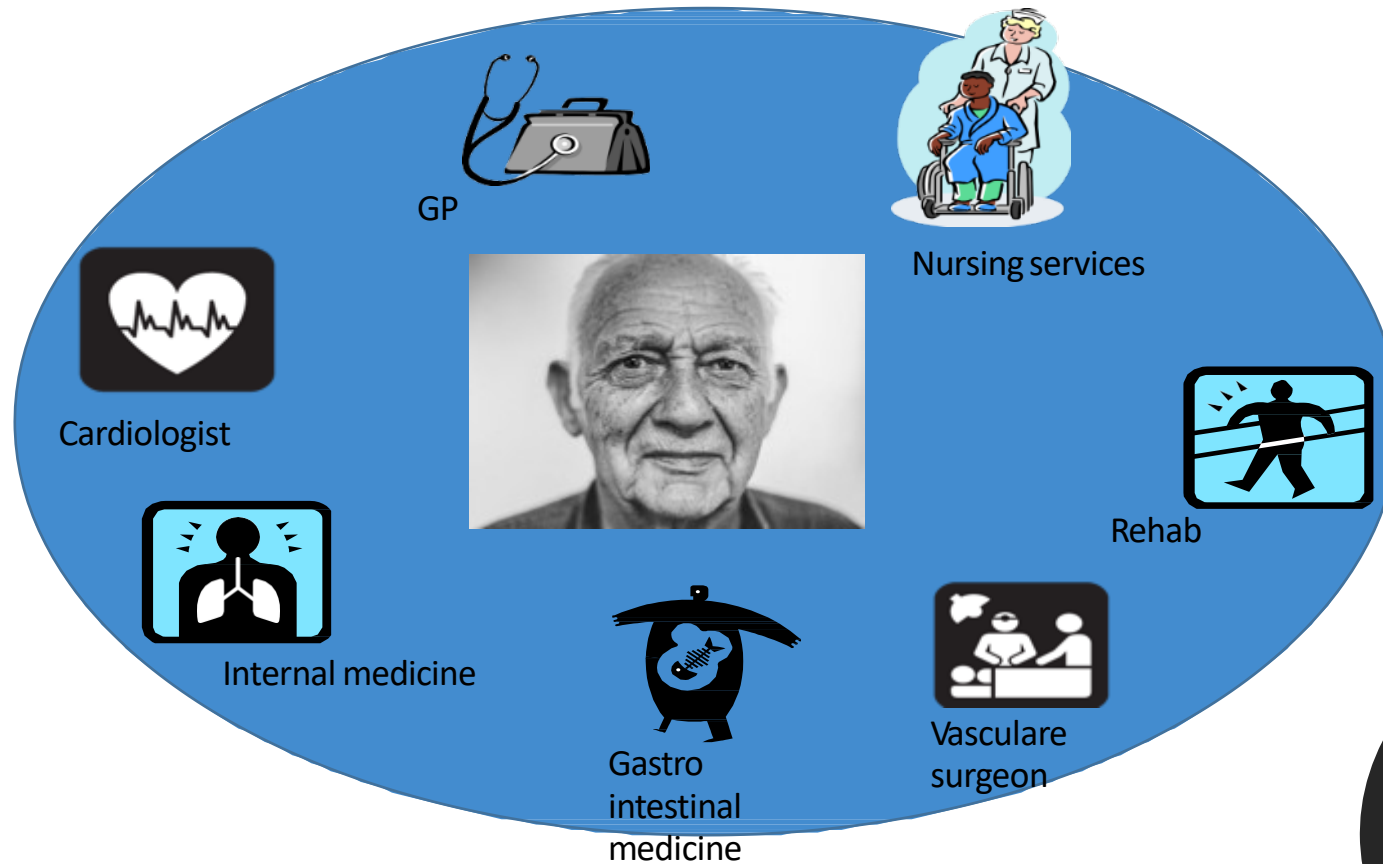 GP
Nursing services
Cardiologist
Rehab
Internal medicine
Vasculare
surgeon
Gastro
intestinal
medicine